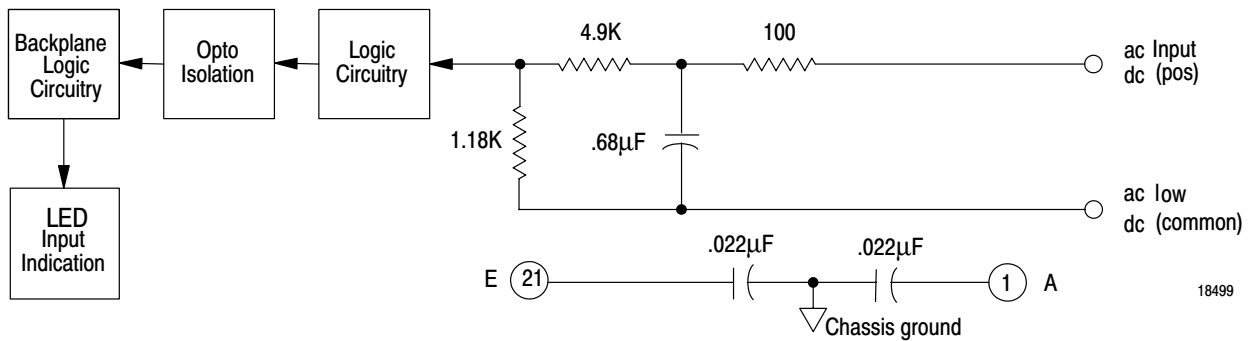 Backplane
Logic
Circuitry
Opto
Isolation
Logic
Circuitry
4.9K
100
ac Input
dc (pos)
1.18K
.68µF
LED
Input
Indication
ac low
dc (common)
.022µF
.022µF
E
21
1
A
Chassis ground
18499